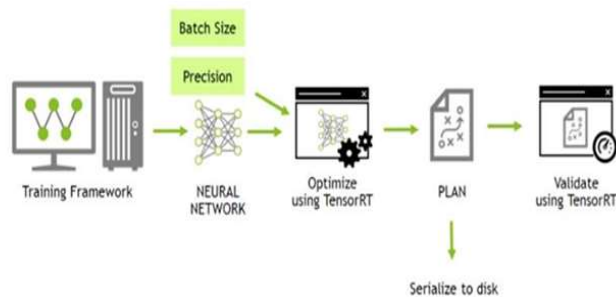 Batch Size
Precision
Training Framework
NEURAL
NETWORK
Optimize
using TensorRT
PLAN
Validate
using TensorRT
Serialize to disk